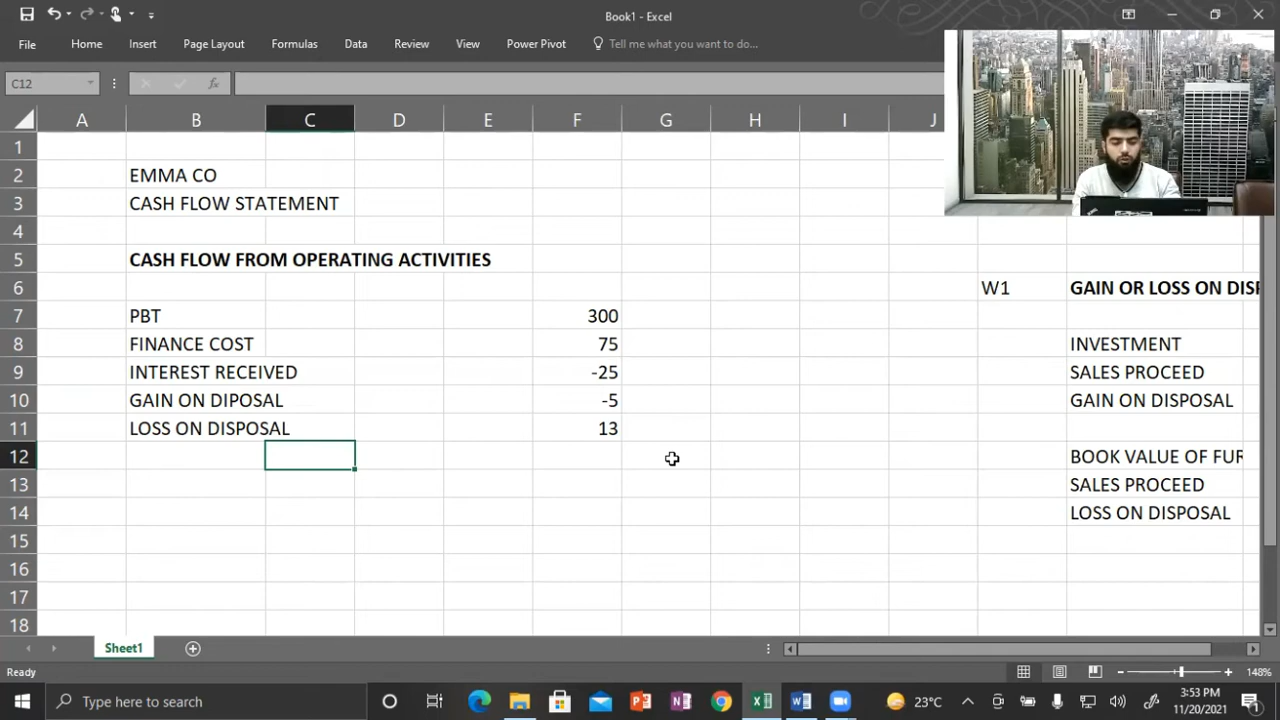 Book1 - Excel
File Home Insert Page Layout Formulas Data Review View Power Pivot Tell me what you want to do...
C12
A B C D E F G H I J
1
2 EMMA CO
3 CASH FLOW STATEMENT
4
5 CASH FLOW FROM OPERATING ACTIVITIES
6 W1 GAIN OR LOSS ON DISP
7 PBT 300
8 FINANCE COST 75 INVESTMENT
9 INTEREST RECEIVED -25 SALES PROCEED
10 GAIN ON DIPOSAL -5 GAIN ON DISPOSAL
11 LOSS ON DISPOSAL 13
12 BOOK VALUE OF FUR
13 SALES PROCEED
14 LOSS ON DISPOSAL
15
16
17
18
Sheet1
Ready 148%
Type here to search 23°C 3:53 PM
11/20/2021